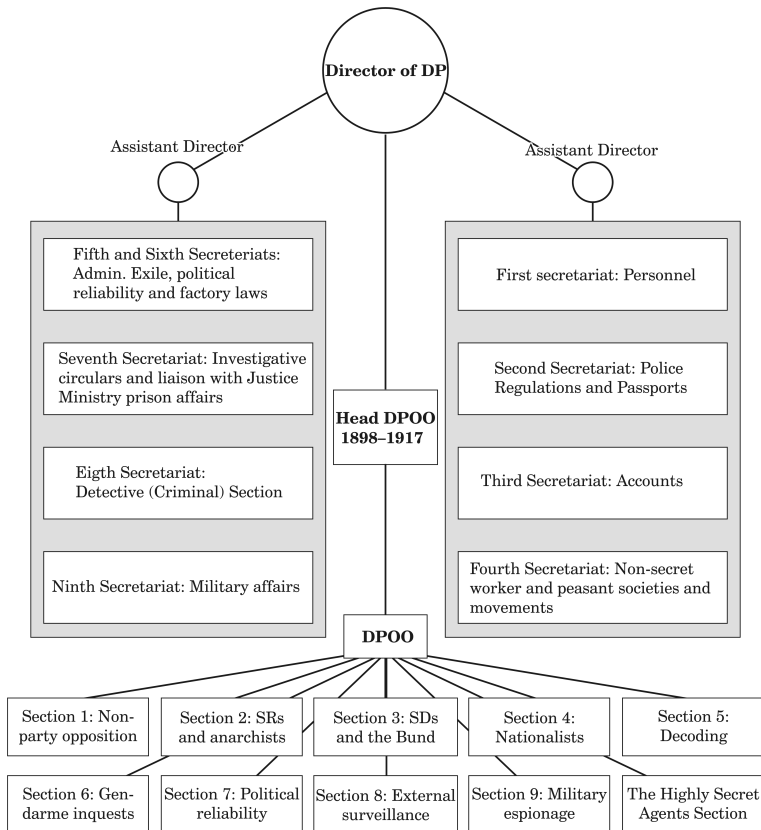 Director of DP
Assistant Director
Assistant Director
Fifth and Sixth Secreteriats:
Admin. Exile, political
reliability and factory laws
Seventh Secretariat: Investigative
circulars and liaison with Justice
Ministry prison affairs
Eigth Secretariat:
Detective (Criminal) Section
Ninth Secretariat: Military affairs
First secretariat: Personnel
Second Secretariat: Police
Regulations and Passports
Third Secretariat: Accounts
Fourth Secretariat: Non-secret
worker and peasant societies and
movements
Head DPOO
1898–1917
DPOO
Section 1: Non-
party opposition
Section 2: SRs
and anarchists
Section 3: SDs
and the Bund
Section 4:
Nationalists
Section 5:
Decoding
Section 6: Gen-
darme inquests
Section 7: Political
reliability
Section 8: External
surveillance
Section 9: Military
espionage
The Highly Secret
Agents Section